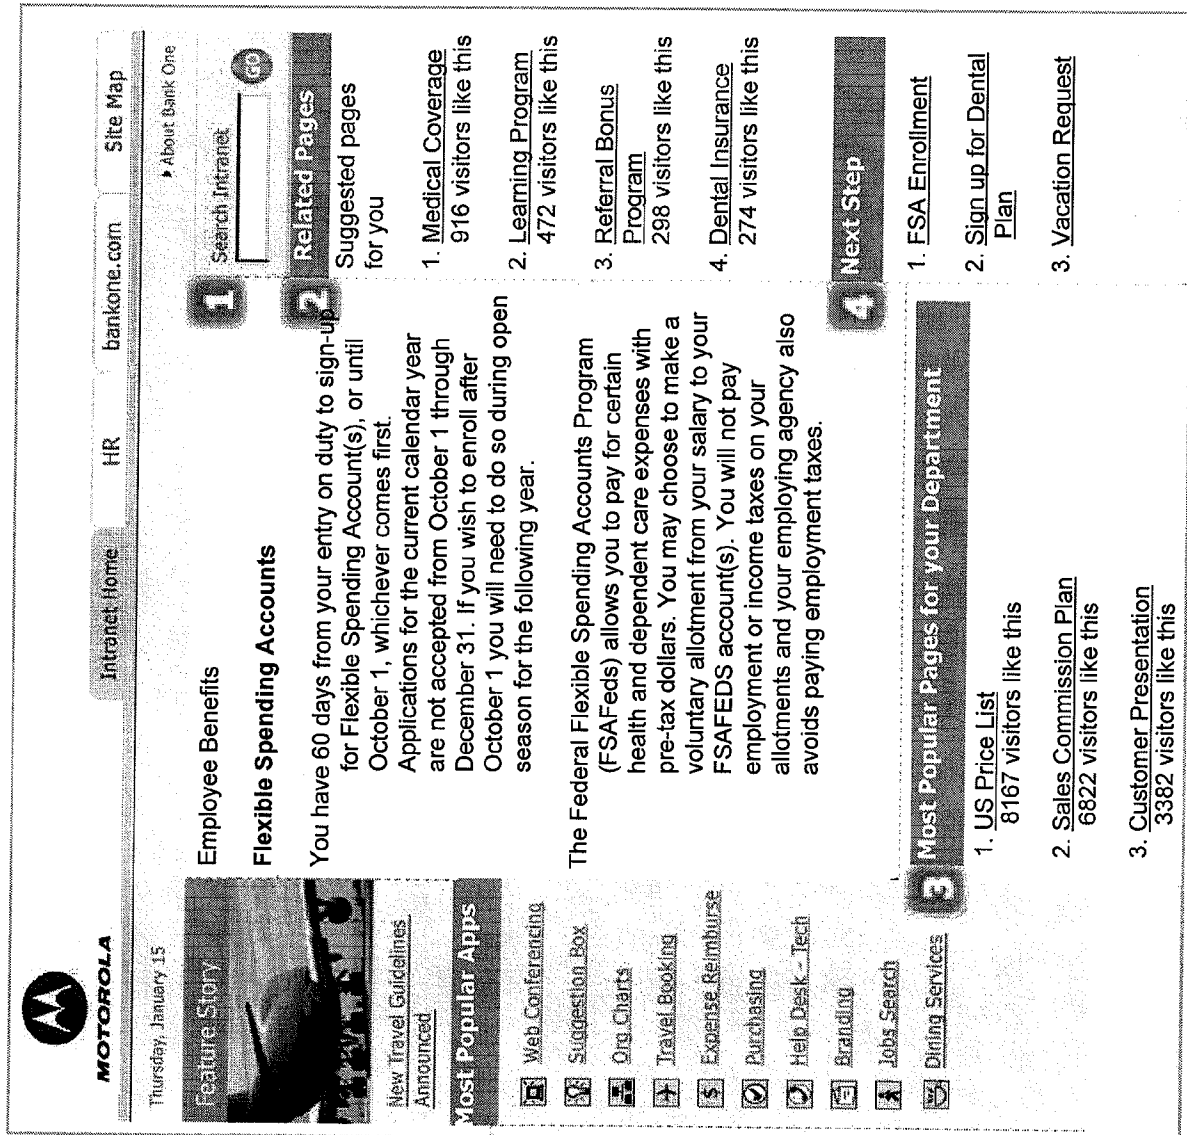 MOTOROLA
Intranet Home
HR
bankone.com
Site Map
Thursday, January 15
▸ About Bank One
Feature Story
New Travel Guidelines
Announced
Most Popular Apps
Web Conferencing
Suggestion Box
Org Charts
Travel Booking
Expense Reimburse
Purchasing
Help Desk - Tech
Branding
Jobs Search
Dining Services
Employee Benefits
Flexible Spending Accounts
You have 60 days from your entry on duty to sign-up
for Flexible Spending Account(s), or until
October 1, whichever comes first.
Applications for the current calendar year
are not accepted from October 1 through
December 31. If you wish to enroll after
October 1 you will need to do so during open
season for the following year.
The Federal Flexible Spending Accounts Program
(FSAFeds) allows you to pay for certain
health and dependent care expenses with
pre-tax dollars. You may choose to make a
voluntary allotment from your salary to your
FSAFEDS account(s). You will not pay
employment or income taxes on your
allotments and your employing agency also
avoids paying employment taxes.
1
Search Intranet
GO
2
Related Pages
Suggested pages
for you
1. Medical Coverage
916 visitors like this
2. Learning Program
472 visitors like this
3. Referral Bonus
Program
298 visitors like this
4. Dental Insurance
274 visitors like this
3
Most Popular Pages for your Department
1. US Price List
8167 visitors like this
2. Sales Commission Plan
6822 visitors like this
3. Customer Presentation
3382 visitors like this
4
Next Step
1. FSA Enrollment
2. Sign up for Dental
Plan
3. Vacation Request